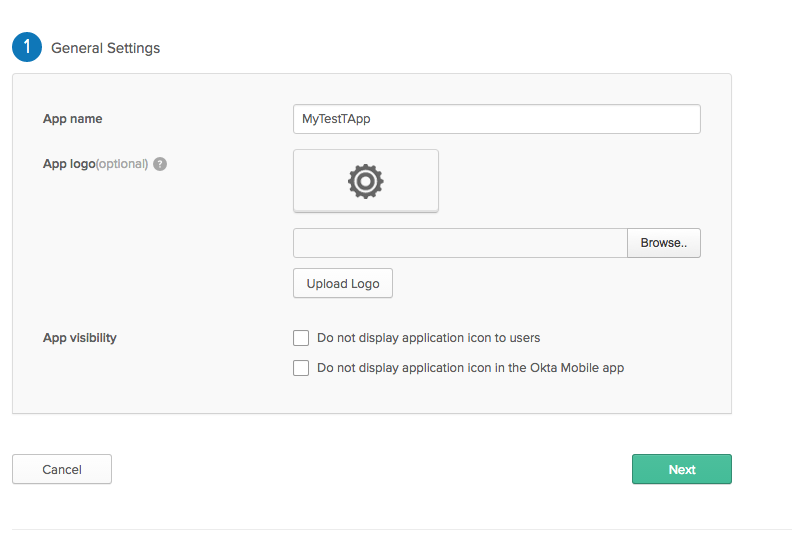 1 General Settings
App name MyTestTApp
App logo(optional) ?
Browse..
Upload Logo
App visibility Do not display application icon to users
Do not display application icon in the Okta Mobile app
Cancel Next